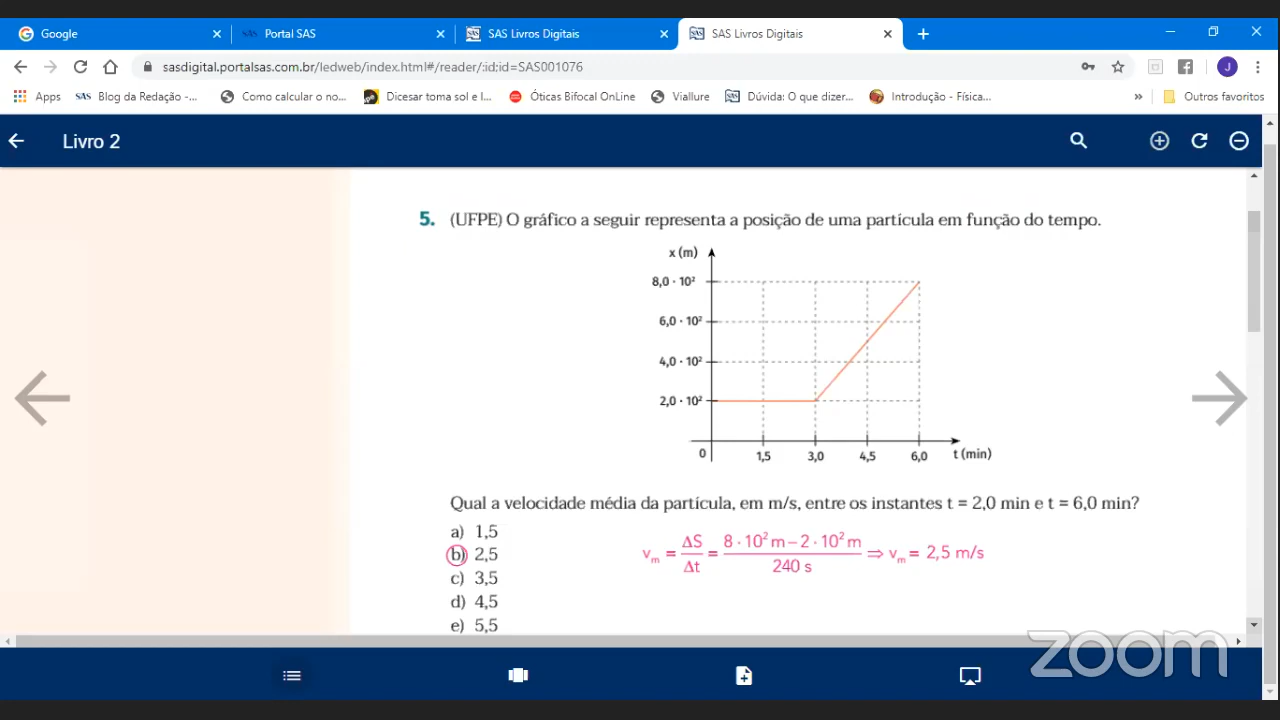 Google
Portal SAS
SAS Livros Digitais
SAS Livros Digitais
sasdigital.portalsas.com.br/ledweb/index.html#/reader/:id:id=SAS001076
J
Apps
Blog da Redação -...
Como calcular o no...
Dicesar toma sol e l...
Óticas Bifocal OnLine
Viallure
Dúvida: O que dizer...
Introdução - Física...
»
Outros favoritos
Livro 2
5. (UFPE) O gráfico a seguir representa a posição de uma partícula em função do tempo.
x (m)
8,0 · 10²
6,0 · 10²
4,0 · 10²
2,0 · 10²
0 1,5 3,0 4,5 6,0 t (min)
Qual a velocidade média da partícula, em m/s, entre os instantes t = 2,0 min e t = 6,0 min?
a) 1,5
b) 2,5
c) 3,5
d) 4,5
e) 5,5
vₘ = ΔS/Δt = (8 · 10² m – 2 · 10² m)/240 s ⇒ vₘ = 2,5 m/s
zoom